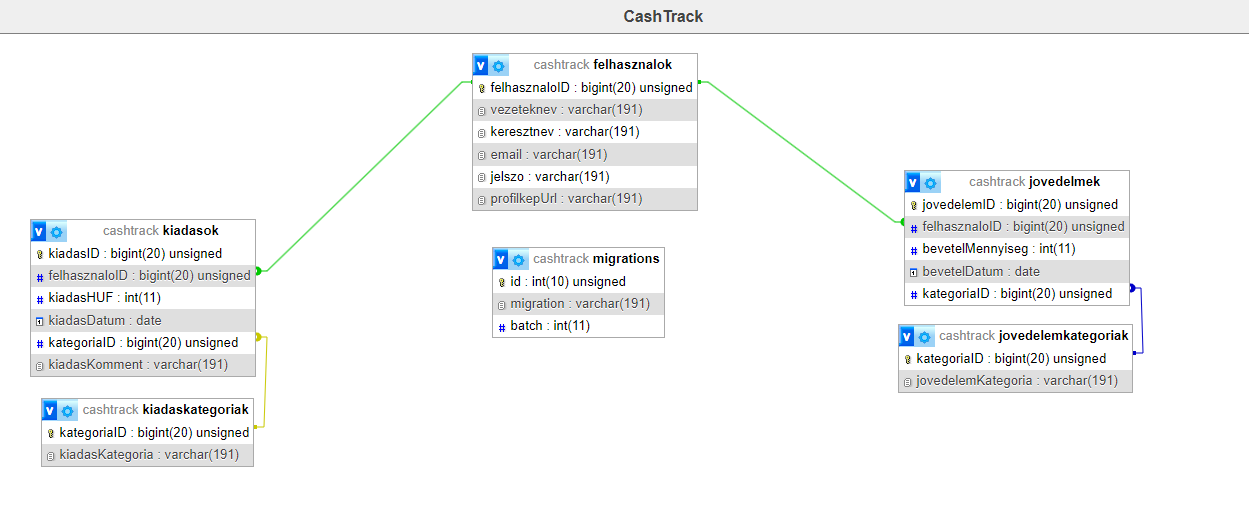 CashTrack
cashtrack felhasznalok
felhasznaloID : bigint(20) unsigned
vezeteknev : varchar(191)
keresztnev : varchar(191)
email : varchar(191)
jelszo : varchar(191)
profilkepUrl : varchar(191)
cashtrack kiadasok
kiadasID : bigint(20) unsigned
felhasznaloID : bigint(20) unsigned
kiadasHUF : int(11)
kiadasDatum : date
kategoriaID : bigint(20) unsigned
kiadasKomment : varchar(191)
cashtrack kiadaskategoriak
kategoriaID : bigint(20) unsigned
kiadasKategoria : varchar(191)
cashtrack migrations
id : int(10) unsigned
migration : varchar(191)
batch : int(11)
cashtrack jovedelmek
jovedelemID : bigint(20) unsigned
felhasznaloID : bigint(20) unsigned
bevetelMennyiseg : int(11)
bevetelDatum : date
kategoriaID : bigint(20) unsigned
cashtrack jovedelemkategoriak
kategoriaID : bigint(20) unsigned
jovedelemKategoria : varchar(191)